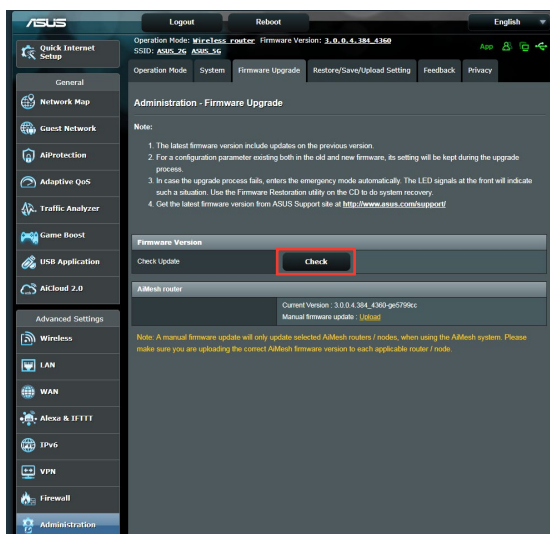 ASUS
Logout
Reboot
English
Quick Internet
Setup
Operation Mode: Wireless router Firmware Version: 3.0.0.4.384_4360
SSID: ASUS_2G ASUS_5G
App
Operation Mode
System
Firmware Upgrade
Restore/Save/Upload Setting
Feedback
Privacy
General
Network Map
Guest Network
AiProtection
Adaptive QoS
Traffic Analyzer
Game Boost
USB Application
AiCloud 2.0
Advanced Settings
Wireless
LAN
WAN
Alexa & IFTTT
IPv6
VPN
Firewall
Administration
Administration - Firmware Upgrade
Note:
1. The latest firmware version include updates on the previous version.
2. For a configuration parameter existing both in the old and new firmware, its setting will be kept during the upgrade
process.
3. In case the upgrade process fails, enters the emergency mode automatically. The LED signals at the front will indicate
such a situation. Use the Firmware Restoration utility on the CD to do system recovery.
4. Get the latest firmware version from ASUS Support site at http://www.asus.com/support/
Firmware Version
Check Update
Check
AiMesh router
Current Version : 3.0.0.4.384_4360-ge5799cc
Manual firmware update : Upload
Note: A manual firmware update will only update selected AiMesh routers / nodes, when using the AiMesh system. Please
make sure you are uploading the correct AiMesh firmware version to each applicable router / node.